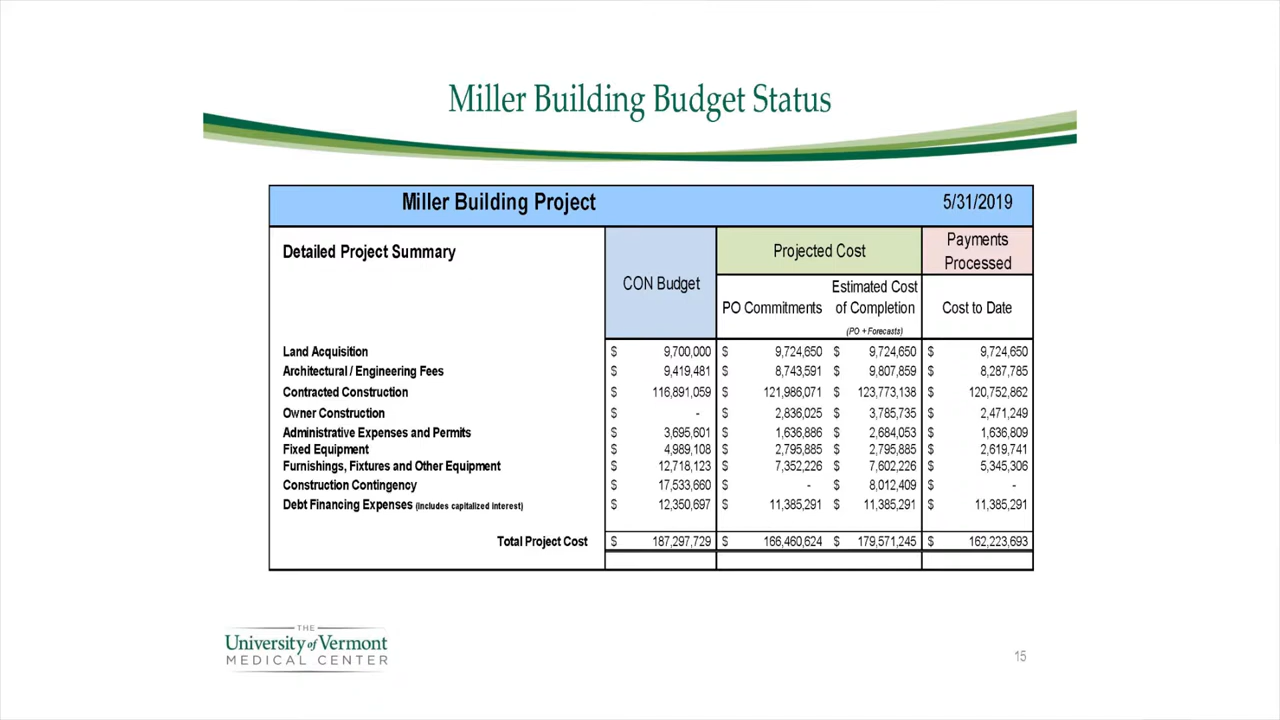 Miller Building Budget Status
Miller Building Project 5/31/2019
Detailed Project Summary
CON Budget
Projected Cost
Payments
Processed
PO Commitments
Estimated Cost
of Completion
(PO + Forecasts)
Cost to Date
Land Acquisition $ 9,700,000 $ 9,724,650 $ 9,724,650 $ 9,724,650
Architectural / Engineering Fees $ 9,419,481 $ 8,743,591 $ 9,807,859 $ 8,287,785
Contracted Construction $ 116,891,059 $ 121,986,071 $ 123,773,138 $ 120,752,862
Owner Construction $ - $ 2,836,025 $ 3,785,735 $ 2,471,249
Administrative Expenses and Permits $ 3,695,601 $ 1,636,886 $ 2,684,053 $ 1,636,809
Fixed Equipment $ 4,989,108 $ 2,795,885 $ 2,795,885 $ 2,619,741
Furnishings, Fixtures and Other Equipment $ 12,718,123 $ 7,352,226 $ 7,602,226 $ 5,345,306
Construction Contingency $ 17,533,660 $ - $ 8,012,409 $ -
Debt Financing Expenses (includes capitalized interest) $ 12,350,697 $ 11,385,291 $ 11,385,291 $ 11,385,291
Total Project Cost $ 187,297,729 $ 166,460,624 $ 179,571,245 $ 162,223,693
THE
University of Vermont
MEDICAL CENTER
15